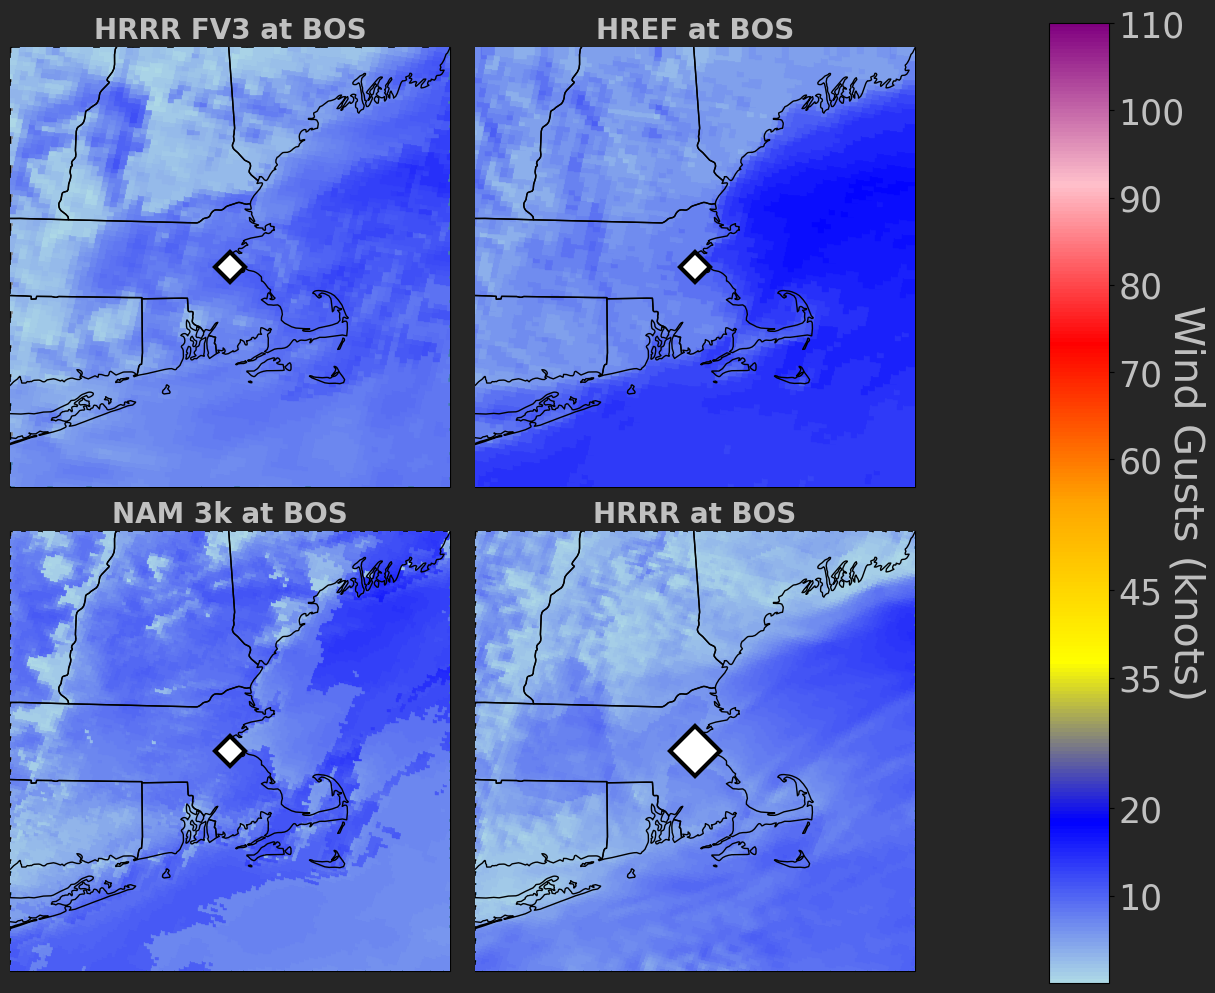 HRRR FV3 at BOS
HREF at BOS
NAM 3k at BOS
HRRR at BOS
110
100
90
80
70
60
45
35
20
10
Wind Gusts (knots)